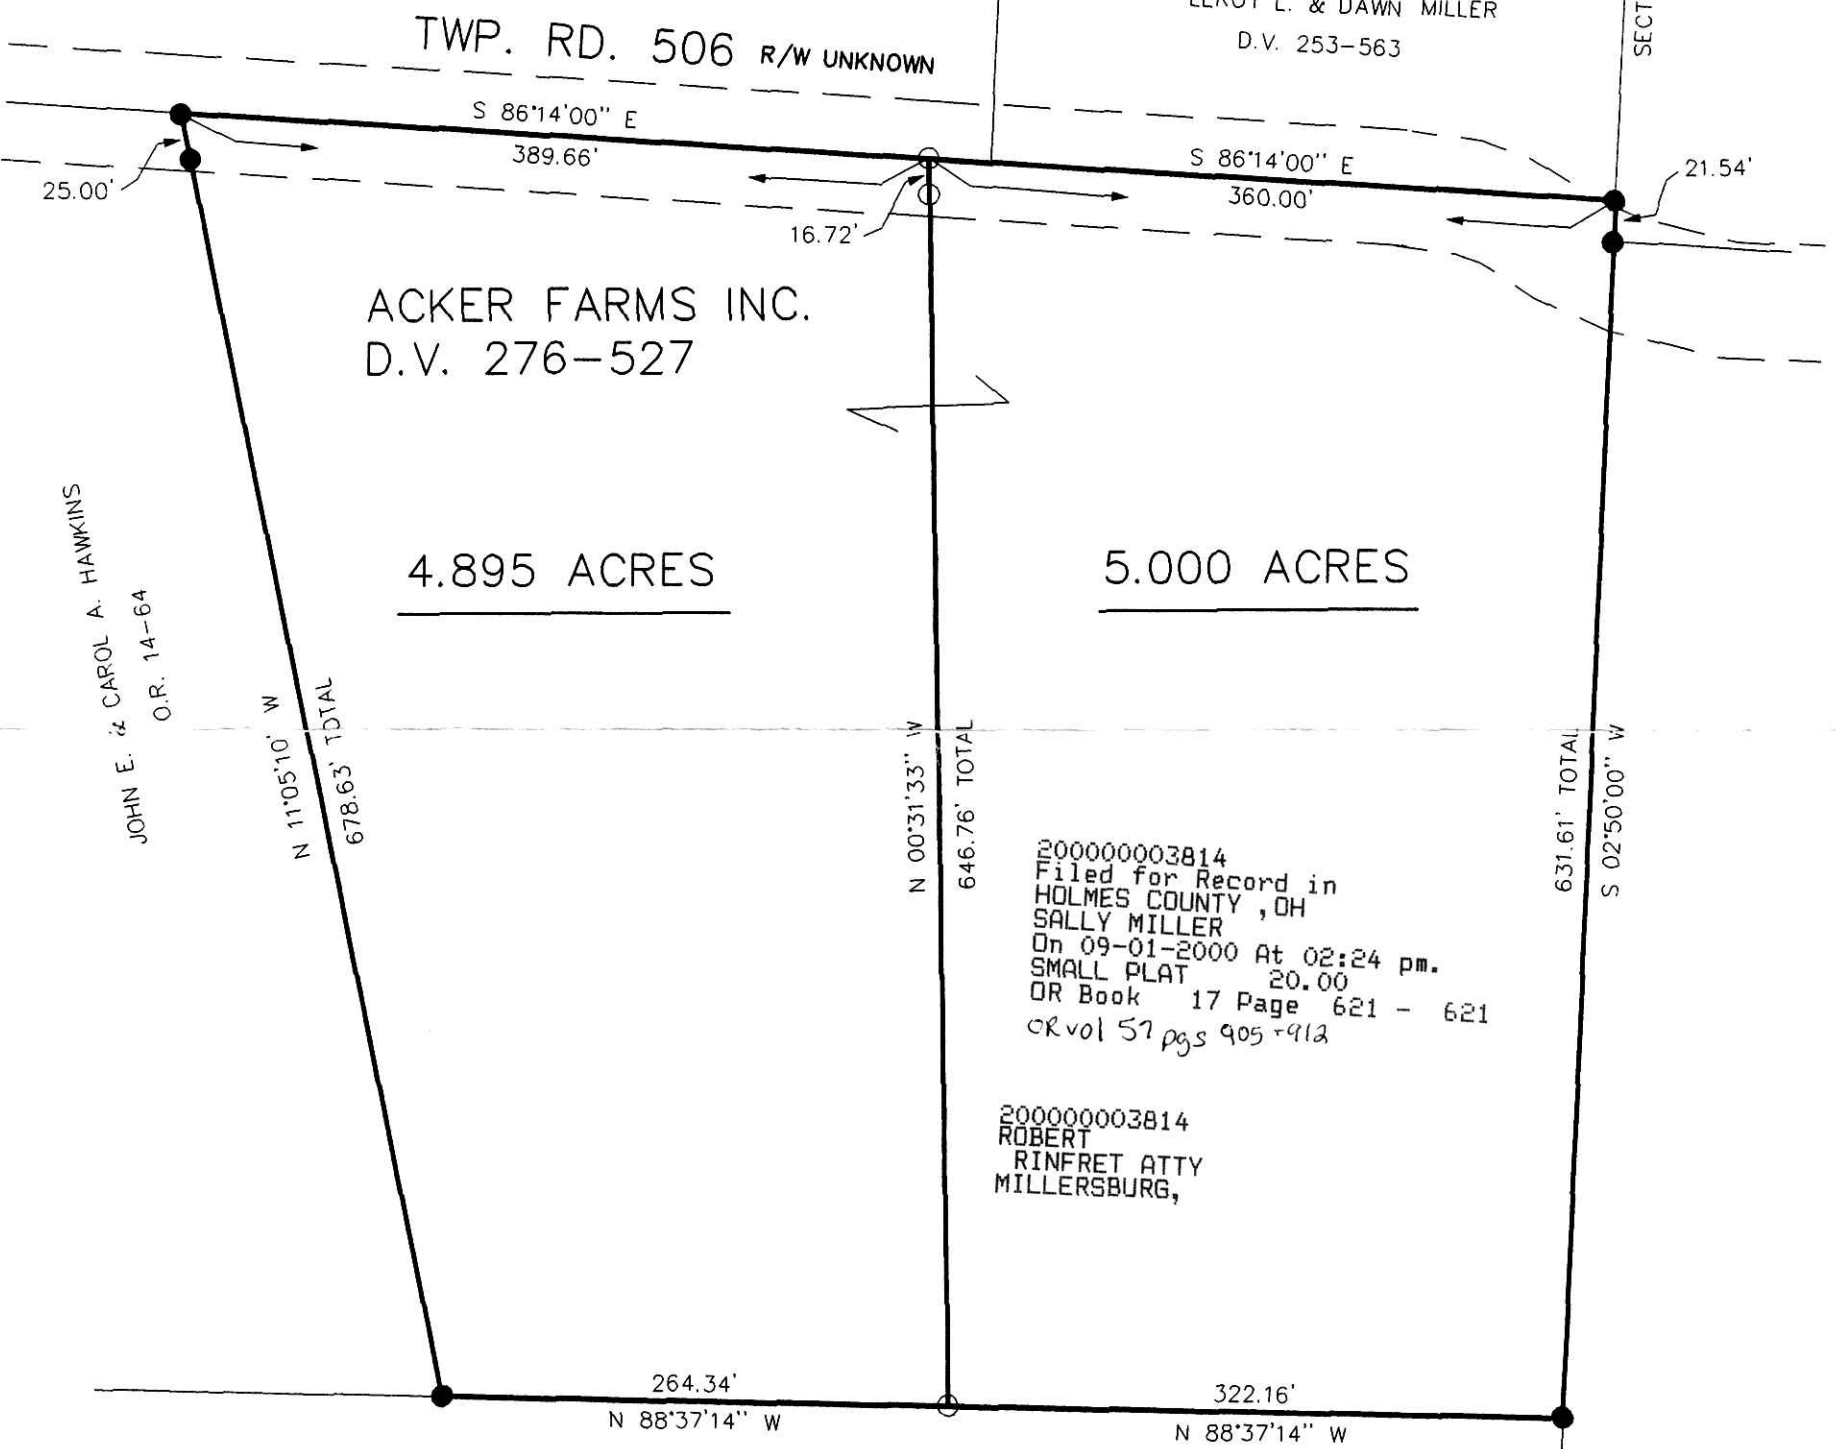 LEROY L. & DAWN MILLER
D.V. 253-563
SECT
TWP. RD. 506 R/W UNKNOWN
S 86°14'00" E
389.66'
S 86°14'00" E
360.00'
21.54'
25.00'
16.72'
ACKER FARMS INC.
D.V. 276-527
4.895 ACRES
5.000 ACRES
JOHN E. & CAROL A. HAWKINS
O.R. 14-64
N 11°05'10" W
678.63' TOTAL
N 00°31'33" W
646.76' TOTAL
631.61' TOTAL
S 02°50'00" W
200000003814
Filed for Record in
HOLMES COUNTY ,OH
SALLY MILLER
On 09-01-2000 At 02:24 pm.
SMALL PLAT 20.00
OR Book 17 Page 621 - 621
OR vol 57 pgs 905-912
200000003814
ROBERT
RINFRET ATTY
MILLERSBURG,
264.34'
N 88°37'14" W
322.16'
N 88°37'14" W